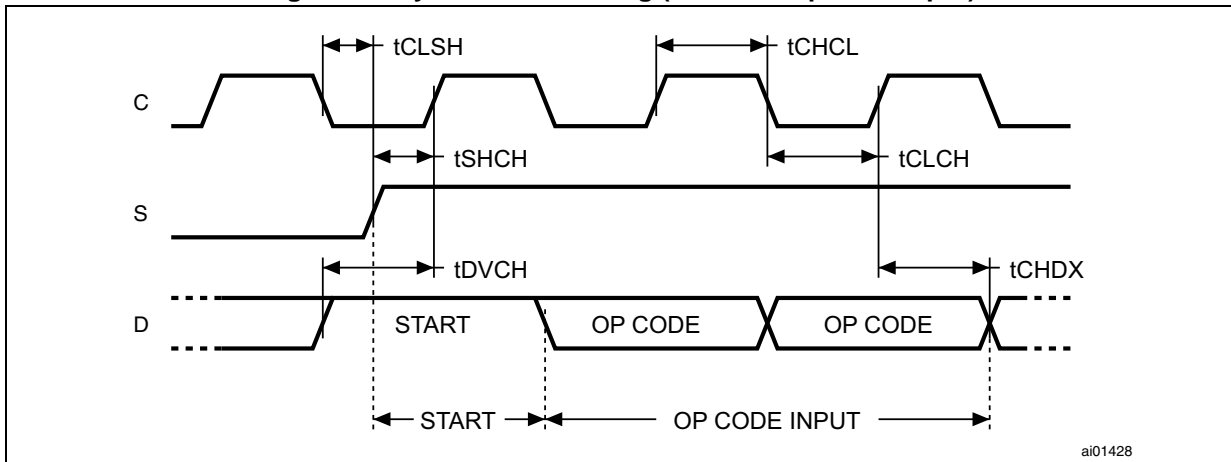 tCLSH
tCHCL
C
tSHCH
tCLCH
S
tDVCH
tCHDX
D
START
OP CODE
OP CODE
START
OP CODE INPUT
ai01428